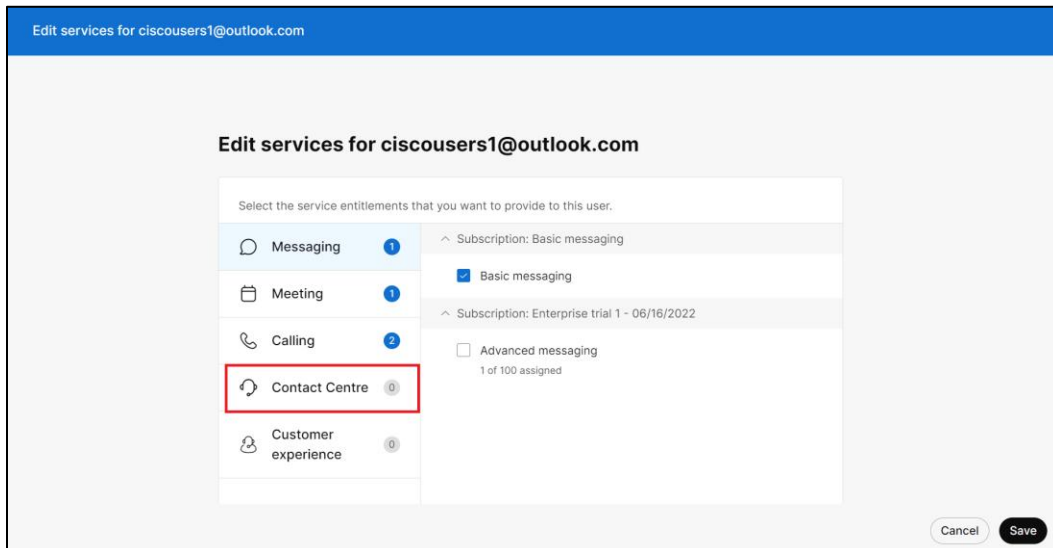 Edit services for ciscousers1@outlook.com
Edit services for ciscousers1@outlook.com
Select the service entitlements that you want to provide to this user.
Messaging 1
Meeting 1
Calling 2
Contact Centre 0
Customer
experience 0
Subscription: Basic messaging
Basic messaging
Subscription: Enterprise trial 1 - 06/16/2022
Advanced messaging
1 of 100 assigned
Cancel Save